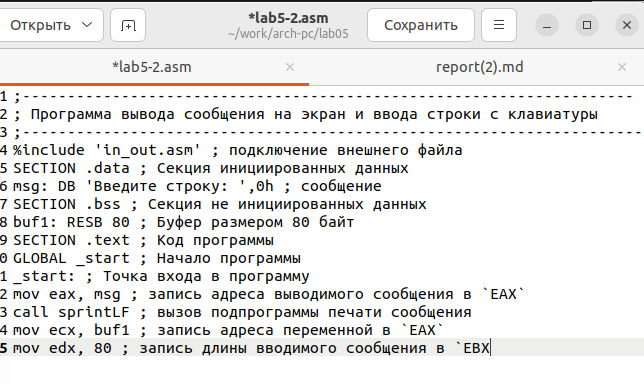 Открыть
*lab5-2.asm
~/work/arch-pc/lab05
Сохранить
*lab5-2.asm
report(2).md
1 ;--------------------------------------------------------------------
2 ; Программа вывода сообщения на экран и ввода строки с клавиатуры
3 ;---------------------------------------------------------------------
4 %include 'in_out.asm' ; подключение внешнего файла
5 SECTION .data ; Секция инициированных данных
6 msg: DB 'Введите строку: ',0h ; сообщение
7 SECTION .bss ; Секция не инициированных данных
8 buf1: RESB 80 ; Буфер размером 80 байт
9 SECTION .text ; Код программы
0 GLOBAL _start ; Начало программы
1 _start: ; Точка входа в программу
2 mov eax, msg ; запись адреса выводимого сообщения в `EAX`
3 call sprintLF ; вызов подпрограммы печати сообщения
4 mov ecx, buf1 ; запись адреса переменной в `EAX`
5 mov edx, 80 ; запись длины вводимого сообщения в `EBX